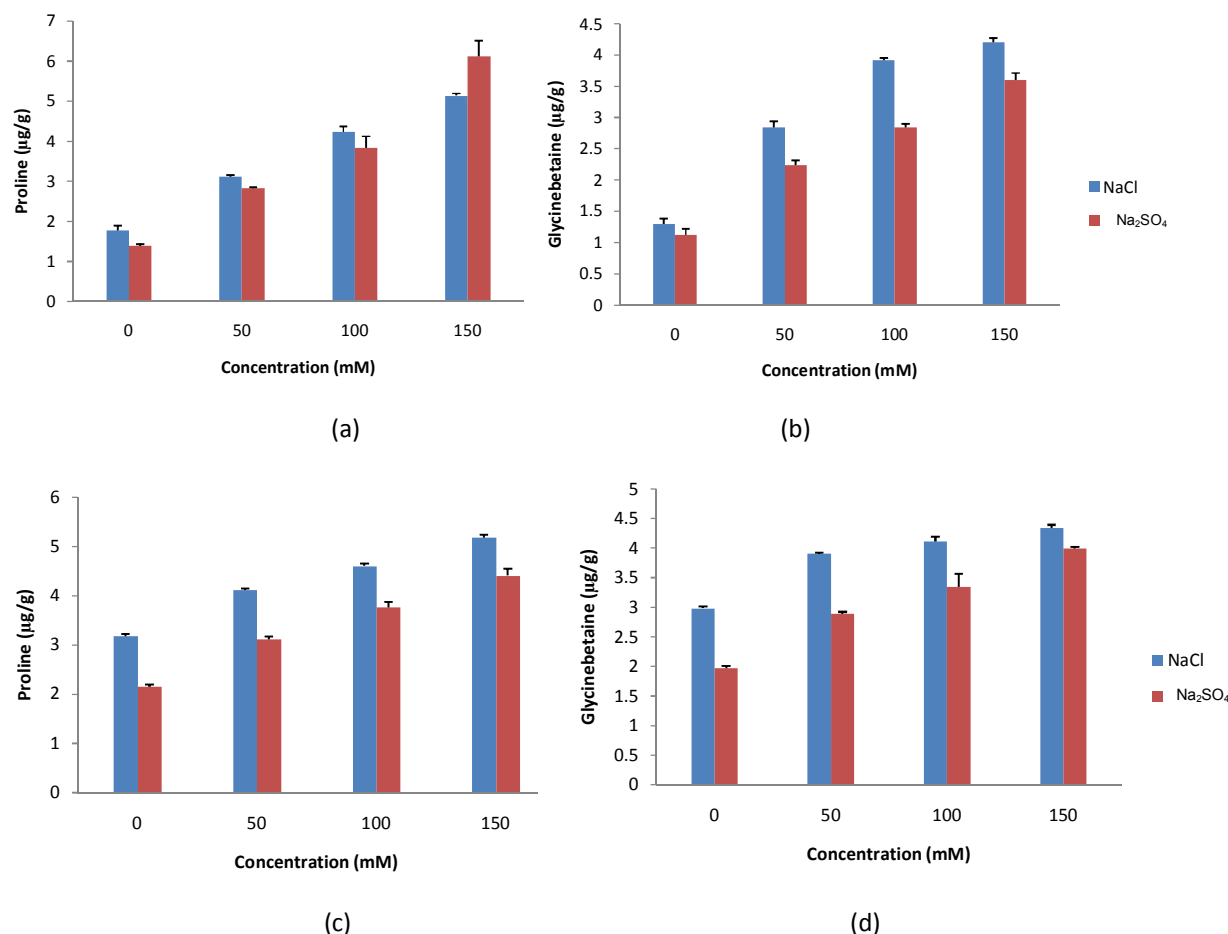 Proline (µg/g)
7
6
5
4
3
2
1
0
0 50 100 150
Concentration (mM)
(a)
Glycinebetaine (µg/g)
4.5
4
3.5
3
2.5
2
1.5
1
0.5
0
0 50 100 150
Concentration (mM)
(b)
NaCl
Na₂SO₄
Proline (µg/g)
6
5
4
3
2
1
0
0 50 100 150
Concentration (mM)
(c)
Glycinebetaine (µg/g)
5
4.5
4
3.5
3
2.5
2
1.5
1
0.5
0
0 50 100 150
Concentration (mM)
(d)
NaCl
Na₂SO₄